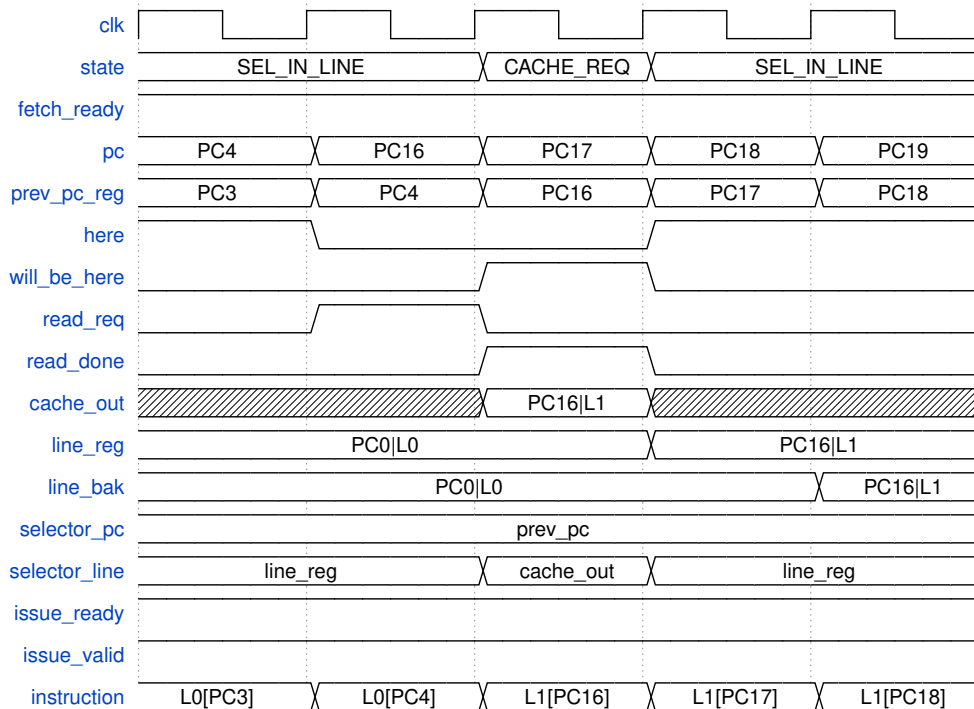 clk
state SEL_IN_LINE CACHE_REQ SEL_IN_LINE
fetch_ready
pc PC4 PC16 PC17 PC18 PC19
prev_pc_reg PC3 PC4 PC16 PC17 PC18
here
will_be_here
read_req
read_done
cache_out PC16|L1
line_reg PC0|L0 PC16|L1
line_bak PC0|L0 PC16|L1
selector_pc prev_pc
selector_line line_reg cache_out line_reg
issue_ready
issue_valid
instruction L0[PC3] L0[PC4] L1[PC16] L1[PC17] L1[PC18]